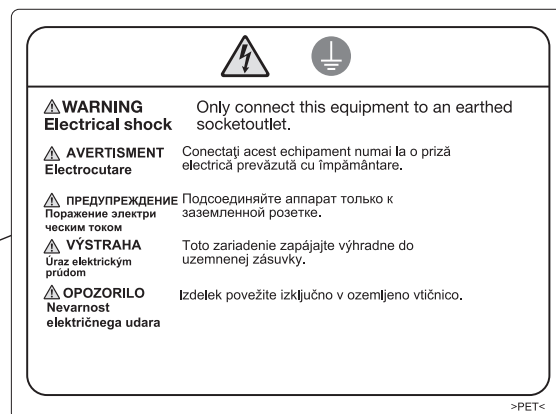 ⚠ WARNING Only connect this equipment to an earthed
Electrical shock socketoutlet.
⚠ AVERTISMENT Conectaţi acest echipament numai la o priză
Electrocutare electrică prevăzută cu împământare.
⚠ ПРЕДУПРЕЖДЕНИЕ Подсоединяйте аппарат только к
Поражение электри заземленной розетке.
ческим током
⚠ VÝSTRAHA Toto zariadenie zapájajte výhradne do
Úraz elektrickým uzemnenej zásuvky.
prúdom
⚠ OPOZORILO Izdelek povežite izključno v ozemljeno vtičnico.
Nevarnost
električnega udara
>PET<